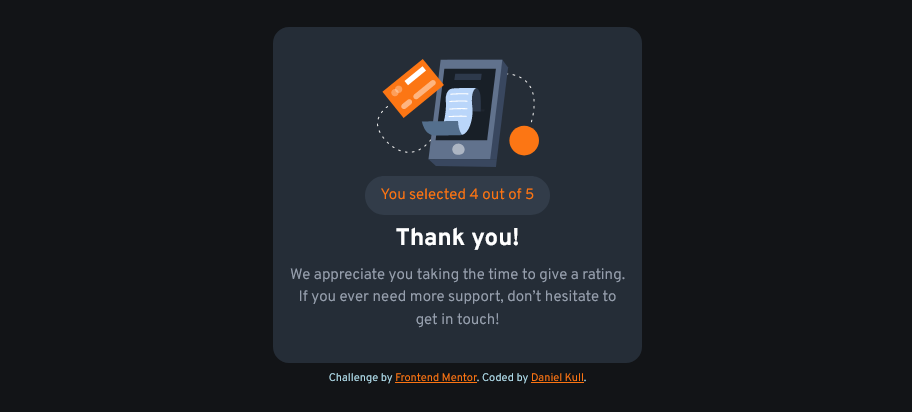 You selected 4 out of 5
Thank you!
We appreciate you taking the time to give a rating.
If you ever need more support, don’t hesitate to
get in touch!
Challenge by Frontend Mentor. Coded by Daniel Kull.